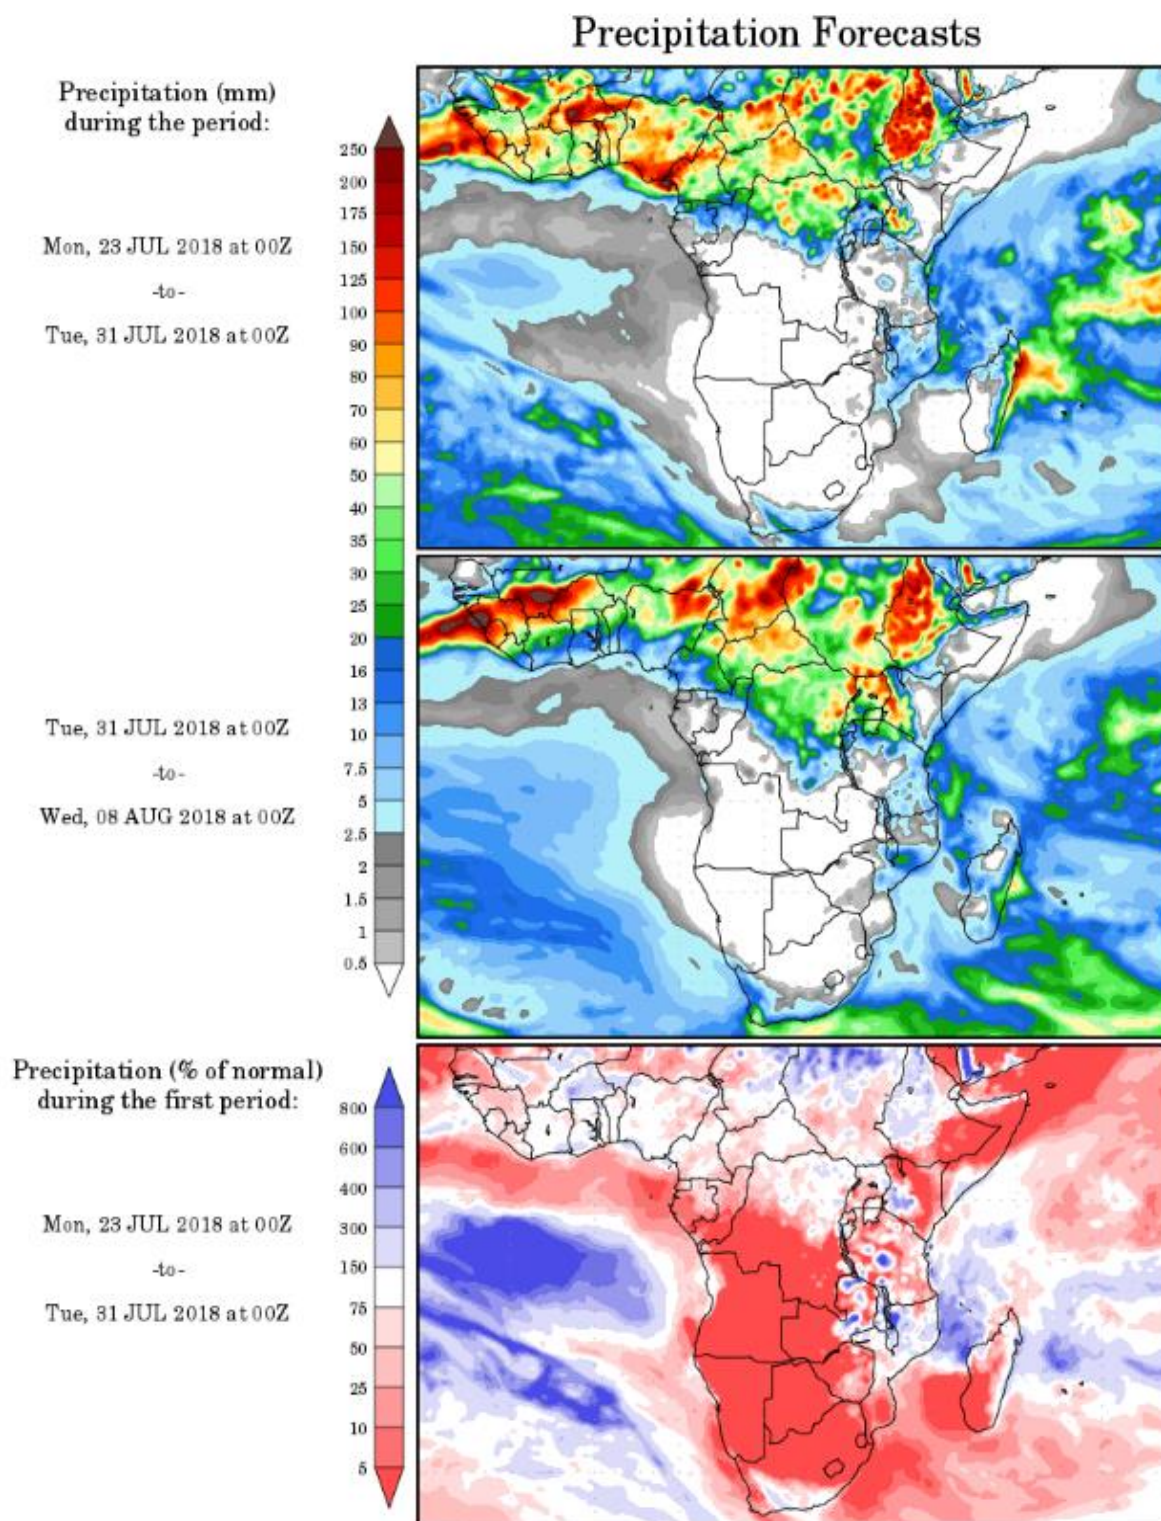 Precipitation Forecasts
Precipitation (mm)
during the period:
Mon, 23 JUL 2018 at 00Z
-to-
Tue, 31 JUL 2018 at 00Z
250
200
175
150
125
100
90
80
70
60
50
40
35
30
25
20
16
13
10
7.5
5
2.5
2
1.5
1
0.5
Tue, 31 JUL 2018 at 00Z
-to-
Wed, 08 AUG 2018 at 00Z
Precipitation (% of normal)
during the first period:
Mon, 23 JUL 2018 at 00Z
-to-
Tue, 31 JUL 2018 at 00Z
800
600
400
300
150
75
50
25
10
5